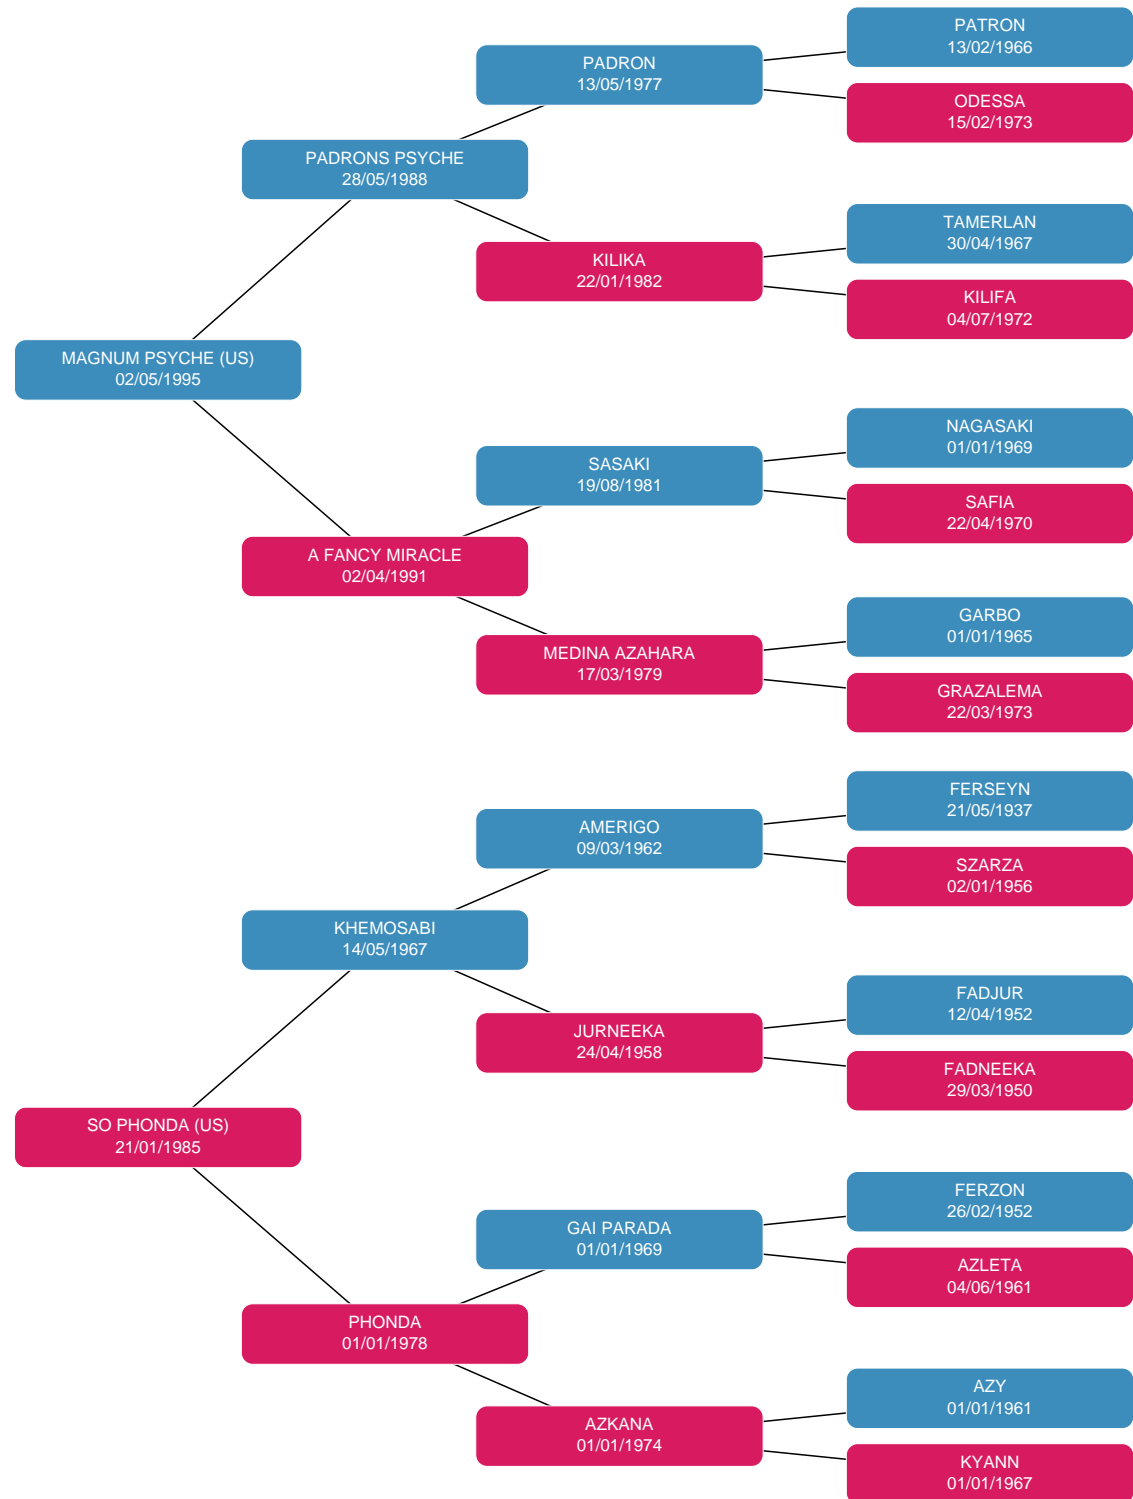 PATRON
13/02/1966
PADRON
13/05/1977
ODESSA
15/02/1973
PADRONS PSYCHE
28/05/1988
TAMERLAN
30/04/1967
KILIKA
22/01/1982
KILIFA
04/07/1972
MAGNUM PSYCHE (US)
02/05/1995
NAGASAKI
01/01/1969
SASAKI
19/08/1981
SAFIA
22/04/1970
A FANCY MIRACLE
02/04/1991
GARBO
01/01/1965
MEDINA AZAHARA
17/03/1979
GRAZALEMA
22/03/1973
FERSEYN
21/05/1937
AMERIGO
09/03/1962
SZARZA
02/01/1956
KHEMOSABI
14/05/1967
FADJUR
12/04/1952
JURNEEKA
24/04/1958
FADNEEKA
29/03/1950
SO PHONDA (US)
21/01/1985
FERZON
26/02/1952
GAI PARADA
01/01/1969
AZLETA
04/06/1961
PHONDA
01/01/1978
AZY
01/01/1961
AZKANA
01/01/1974
KYANN
01/01/1967